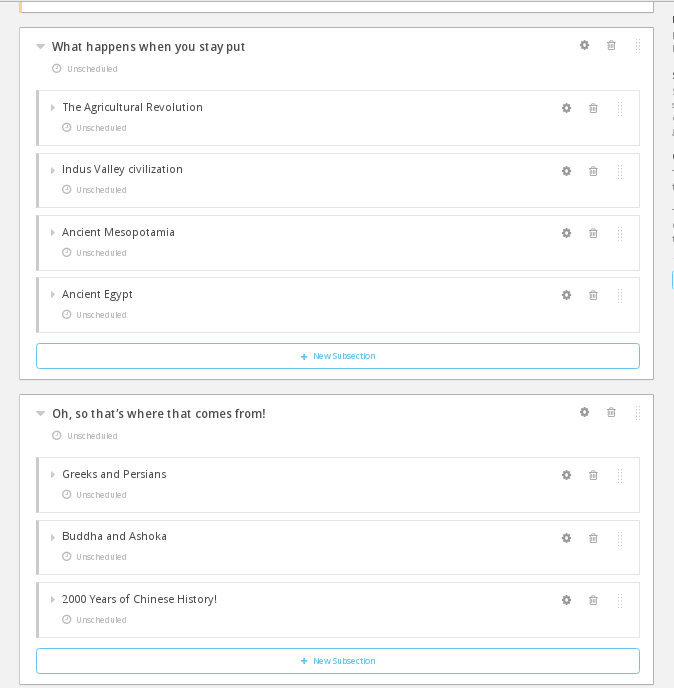 What happens when you stay put
Unscheduled
The Agricultural Revolution
Unscheduled
Indus Valley civilization
Unscheduled
Ancient Mesopotamia
Unscheduled
Ancient Egypt
Unscheduled
+ New Subsection
Oh, so that's where that comes from!
Unscheduled
Greeks and Persians
Unscheduled
Buddha and Ashoka
Unscheduled
2000 Years of Chinese History!
Unscheduled
+ New Subsection